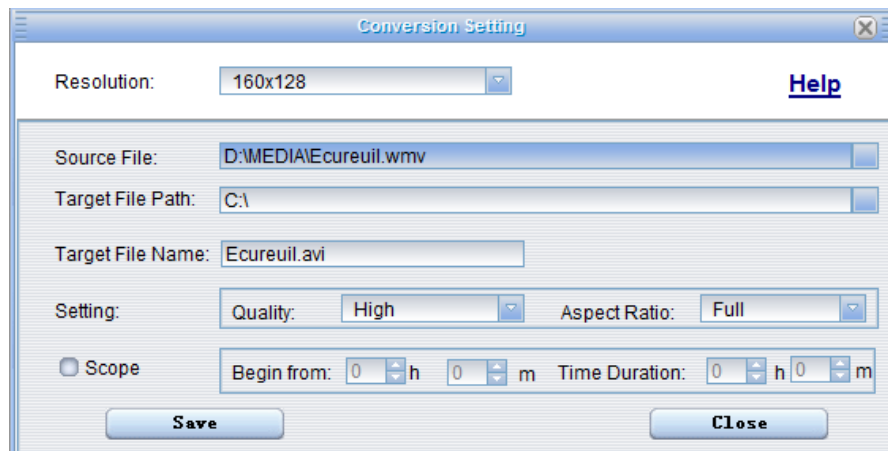 Conversion Setting
Resolution: 160x128 Help
Source File: D:\MEDIA\Ecureuil.wmv
Target File Path: C:\
Target File Name: Ecureuil.avi
Setting: Quality: High Aspect Ratio: Full
Scope Begin from: 0 h 0 m Time Duration: 0 h 0 m
Save Close